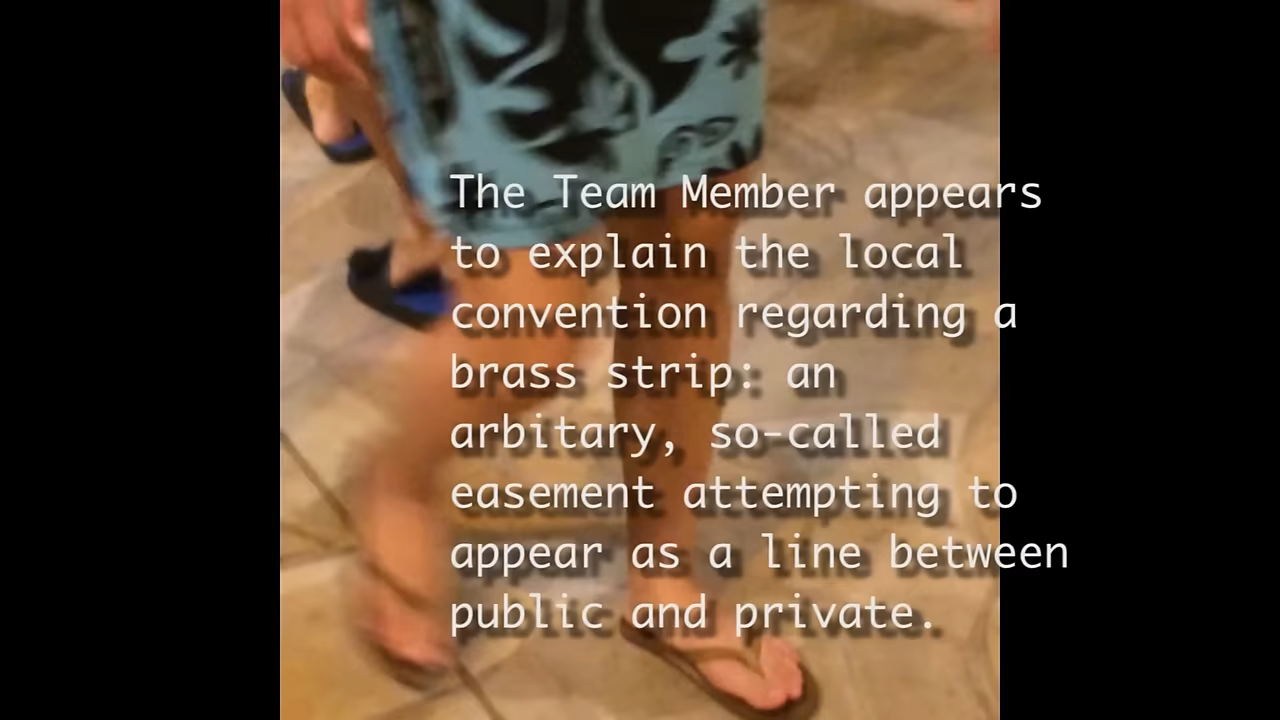 The Team Member appears
to explain the local
convention regarding a
brass strip: an
arbitary, so-called
easement attempting to
appear as a line between
public and private.